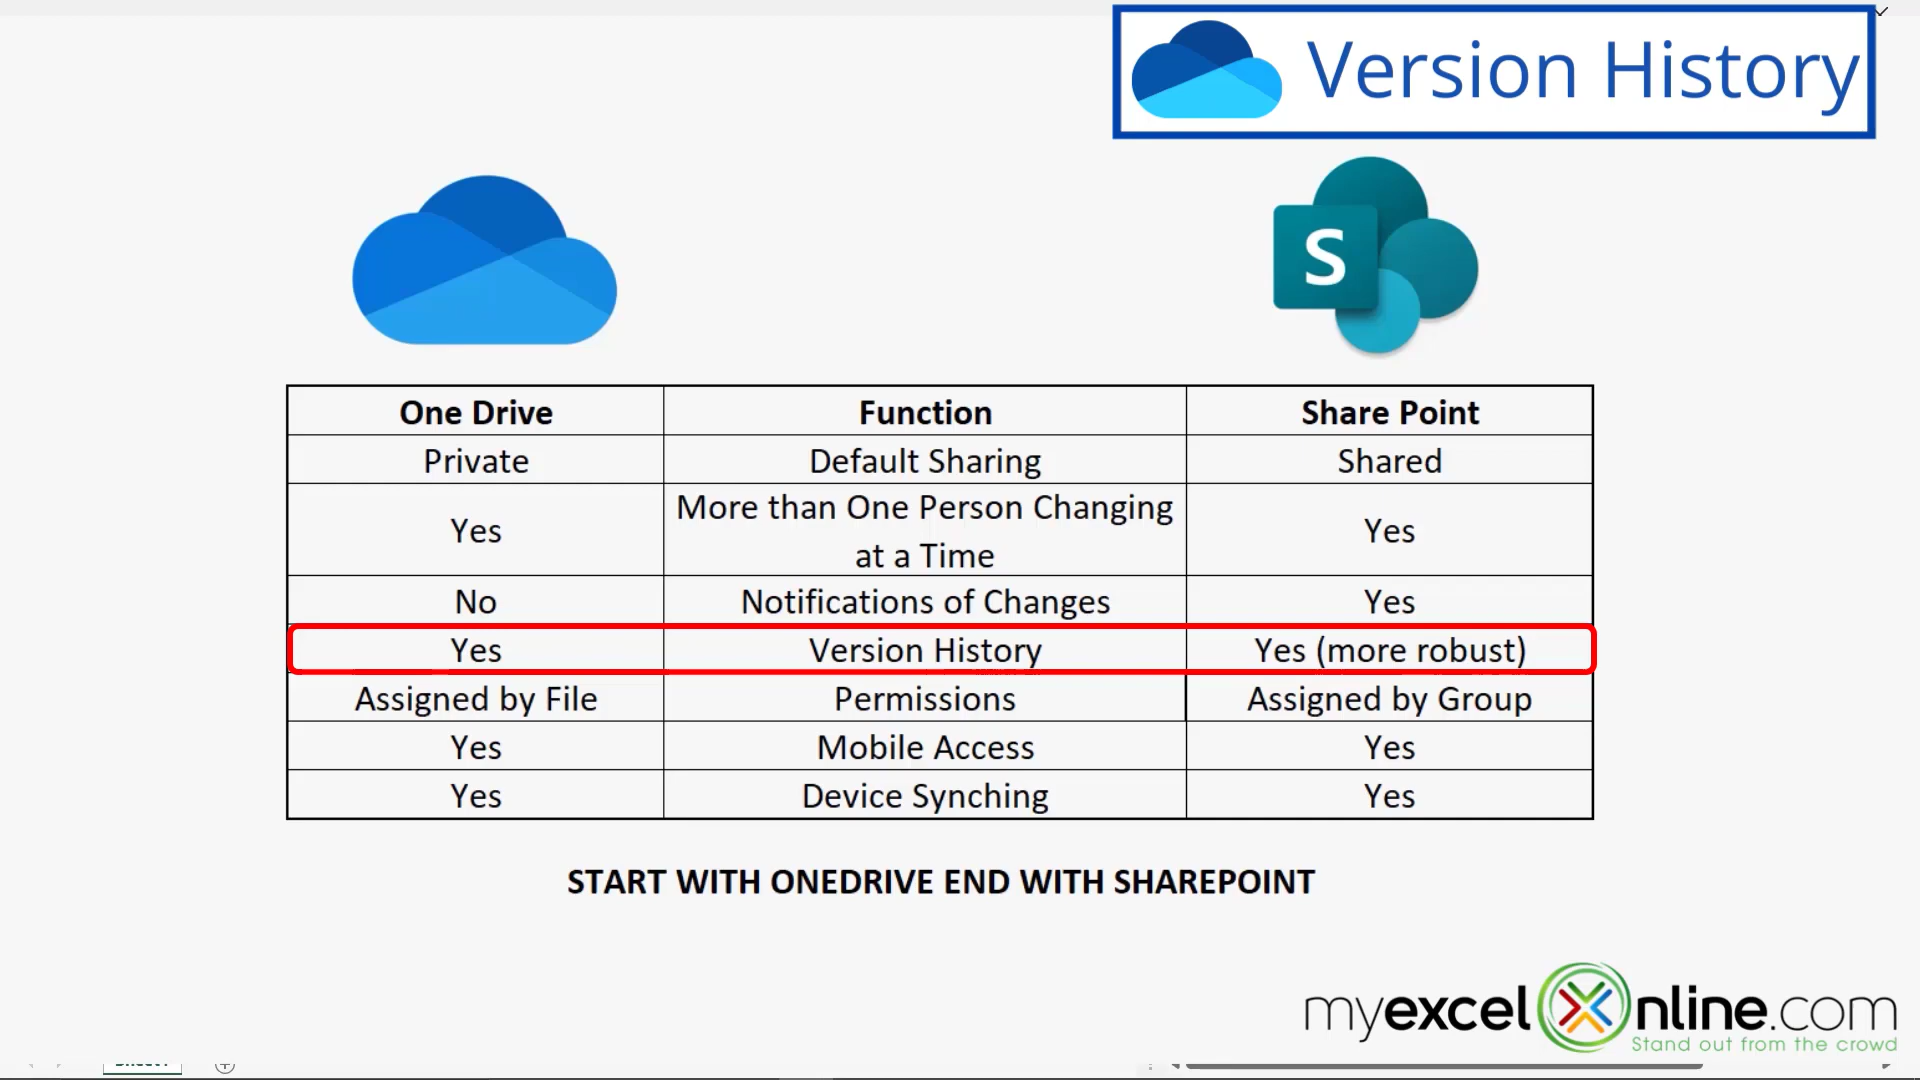 Version History
S
One Drive Function Share Point
Private Default Sharing Shared
Yes More than One Person Changing at a Time Yes
No Notifications of Changes Yes
Yes Version History Yes (more robust)
Assigned by File Permissions Assigned by Group
Yes Mobile Access Yes
Yes Device Synching Yes
START WITH ONEDRIVE END WITH SHAREPOINT
myexcelOnline.com
Stand out from the crowd